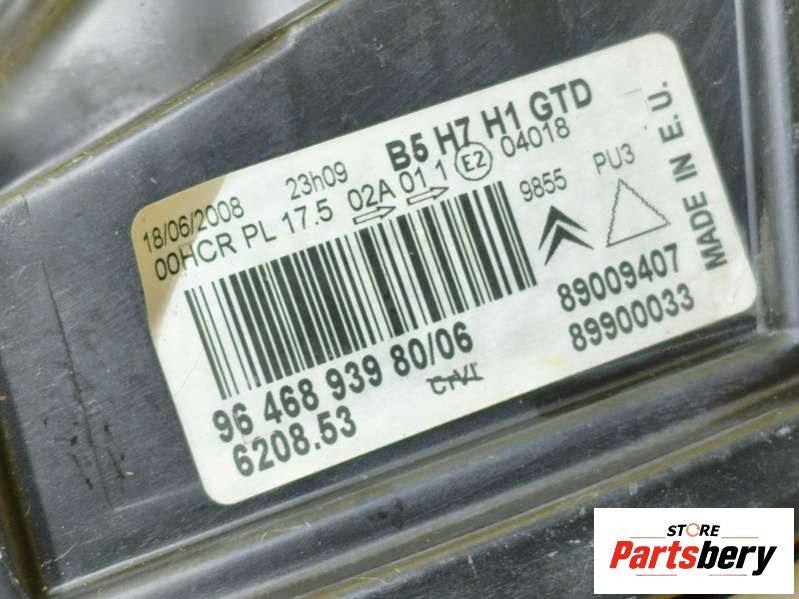 B5 H7 H1 GTD
18/06/2008 23h09
00HCR PL 17.5 02A 01 1 E2 04018
9855 PU3
MADE IN E.U.
96 468 939 80/06
CrVL
6208.53
89009407
89900033
STORE
Partsbery